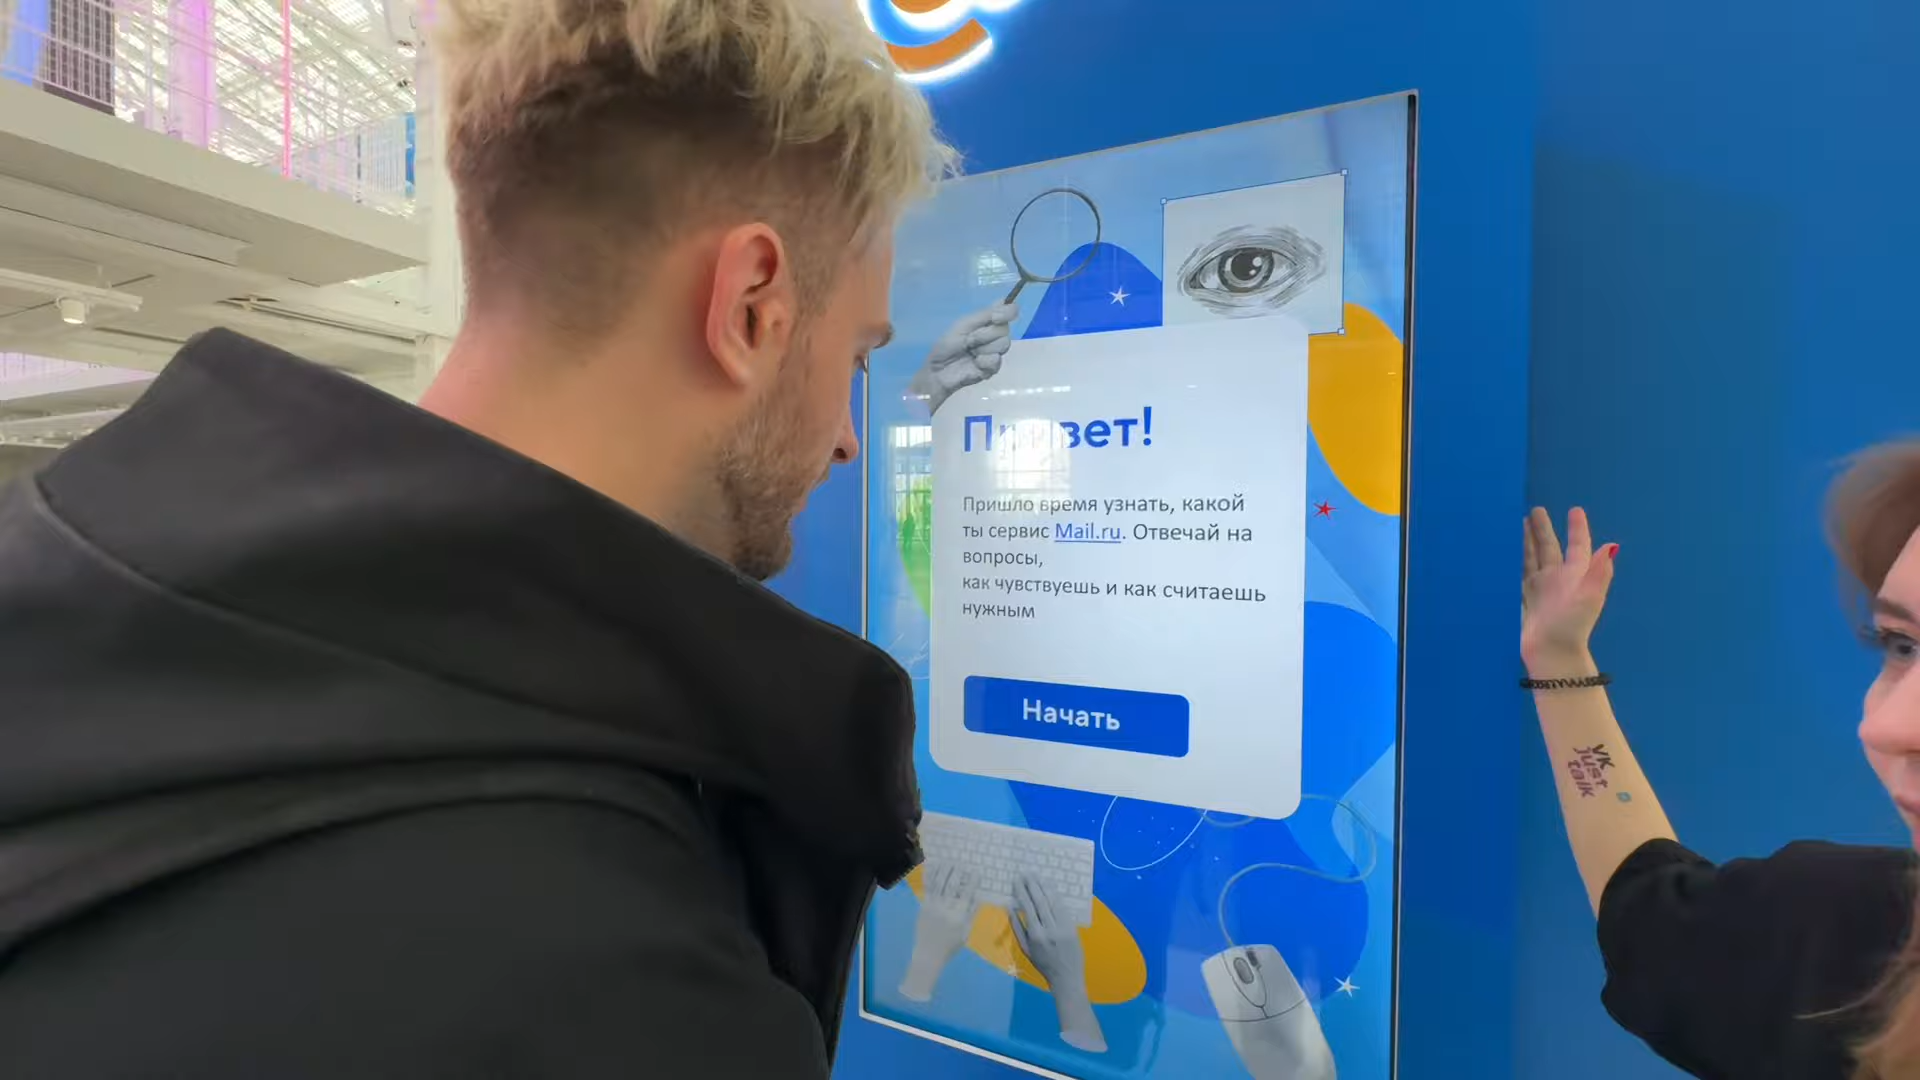 Привет!
Пришло время узнать, какой
ты сервис Mail.ru. Отвечай на
вопросы,
как чувствуешь и как считаешь
нужным
Начать
VK
just
talk